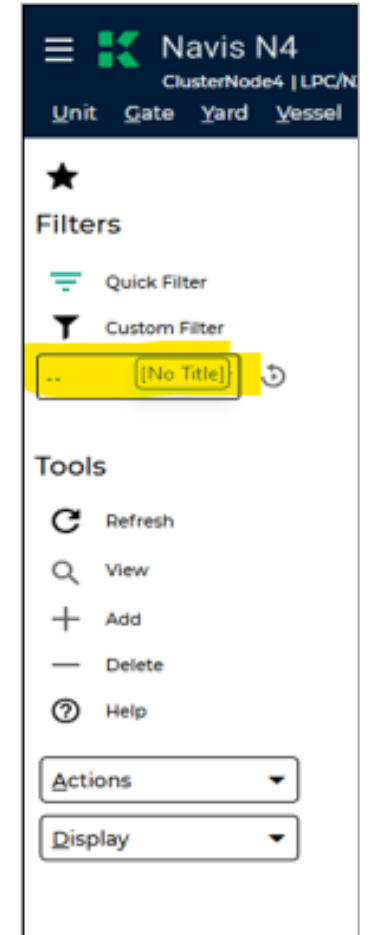 Navis N4
ClusterNode4 | LPC/N
Unit Gate Yard Vessel
Filters
Quick Filter
Custom Filter
-- [No Title]
Tools
Refresh
View
Add
Delete
Help
Actions
Display